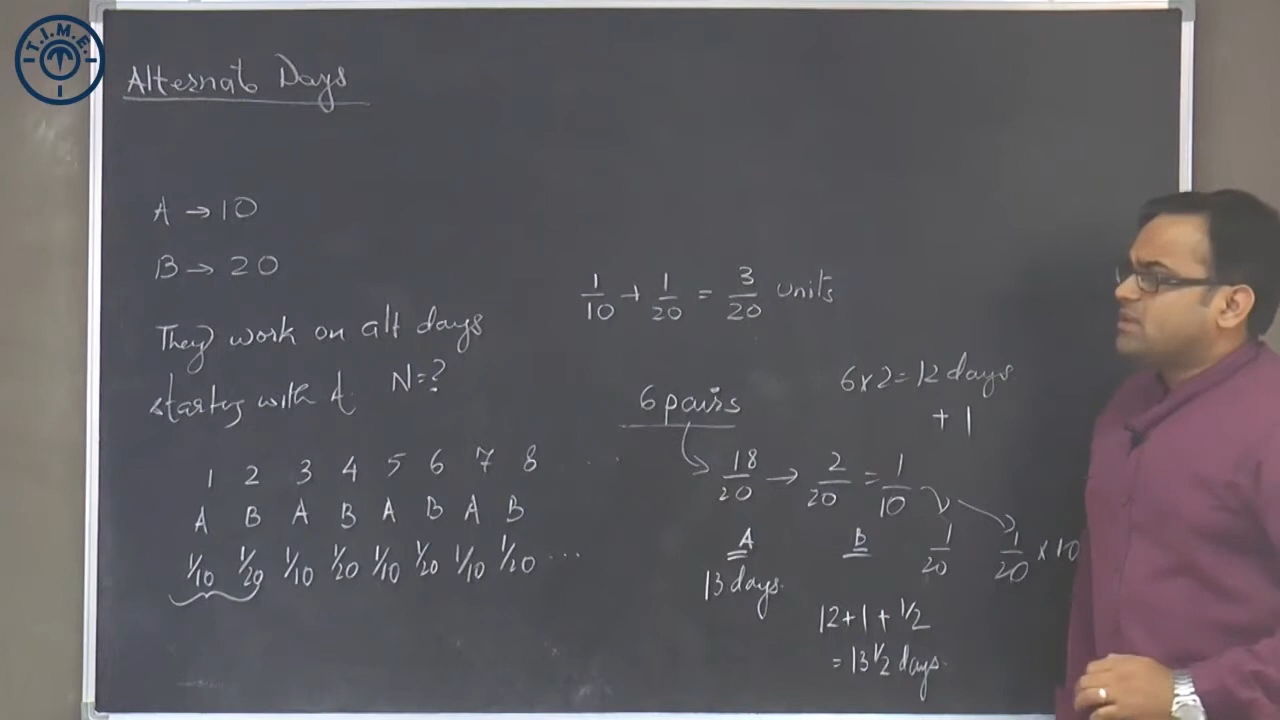 T.I.M.E.
Alternat Days
A → 10
B → 20
They work on alt days
starting with A. N=?
1 2 3 4 5 6 7 8 ....
A B A B A B A B
1/10 1/20 1/10 1/20 1/10 1/20 1/10 1/20 ...
1/10 + 1/20 = 3/20 units
6 pairs
6x2=12 days
+ 1
18/20 → 2/20 = 1/10
A B 1/20 1/20 x 10
13 days.
12+1+1/2
= 13 1/2 days.